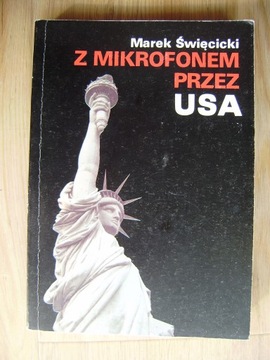 Marek Święcicki
Z MIKROFONEM
PRZEZ
USA